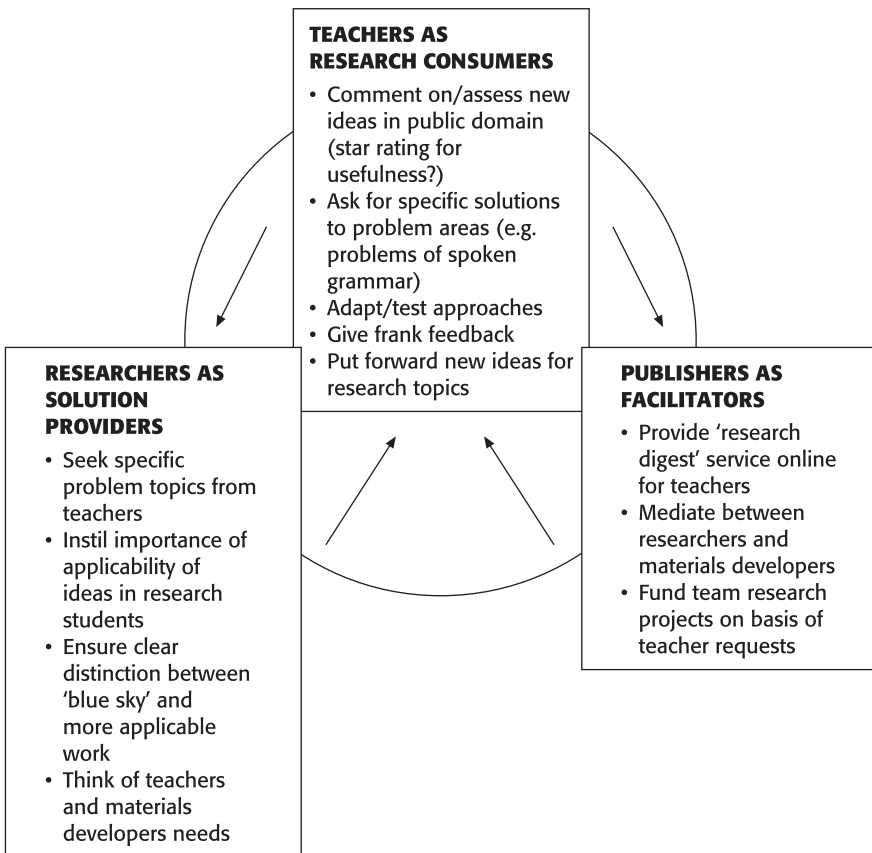 TEACHERS AS
RESEARCH CONSUMERS
• Comment on/assess new
ideas in public domain
(star rating for
usefulness?)
• Ask for specific solutions
to problem areas (e.g.
problems of spoken
grammar)
• Adapt/test approaches
• Give frank feedback
• Put forward new ideas for
research topics
RESEARCHERS AS
SOLUTION
PROVIDERS
• Seek specific
problem topics from
teachers
• Instil importance of
applicability of
ideas in research
students
• Ensure clear
distinction between
‘blue sky’ and
more applicable
work
• Think of teachers
and materials
developers needs
PUBLISHERS AS
FACILITATORS
• Provide ‘research
digest’ service online
for teachers
• Mediate between
researchers and
materials developers
• Fund team research
projects on basis of
teacher requests